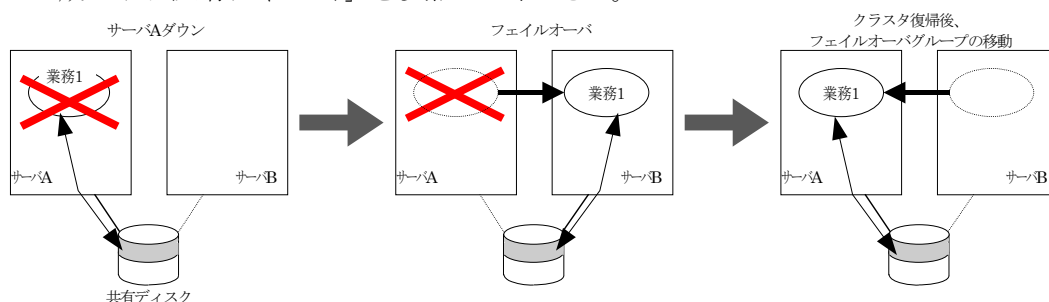 サーバAダウン
業務1
サーバA
サーバB
共有ディスク
フェイルオーバ
業務1
サーバA
サーバB
クラスタ復帰後、
フェイルオーバグループの移動
業務1
サーバA
サーバB